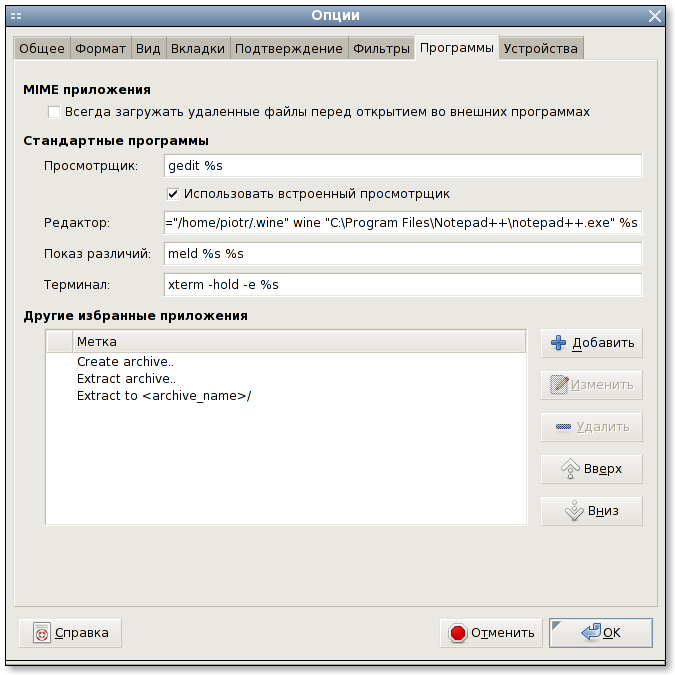 Опции
Общее Формат Вид Вкладки Подтверждение Фильтры Программы Устройства
MIME приложения
Всегда загружать удаленные файлы перед открытием во внешних программах
Стандартные программы
Просмотрщик: gedit %s
Использовать встроенный просмотрщик
Редактор: ="/home/piotr/.wine" wine "C:\Program Files\Notepad++\notepad++.exe" %s
Показ различий: meld %s %s
Терминал: xterm -hold -e %s
Другие избранные приложения
Метка
Create archive..
Extract archive..
Extract to <archive_name>/
Добавить
Изменить
Удалить
Вверх
Вниз
Справка Отменить OK